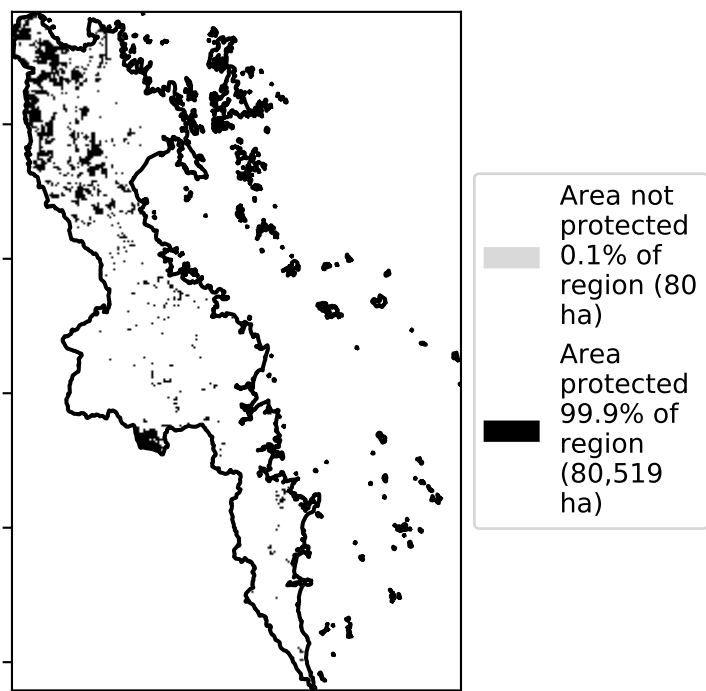 Area not
protected
0.1% of
region (80
ha)
Area
protected
99.9% of
region
(80,519
ha)